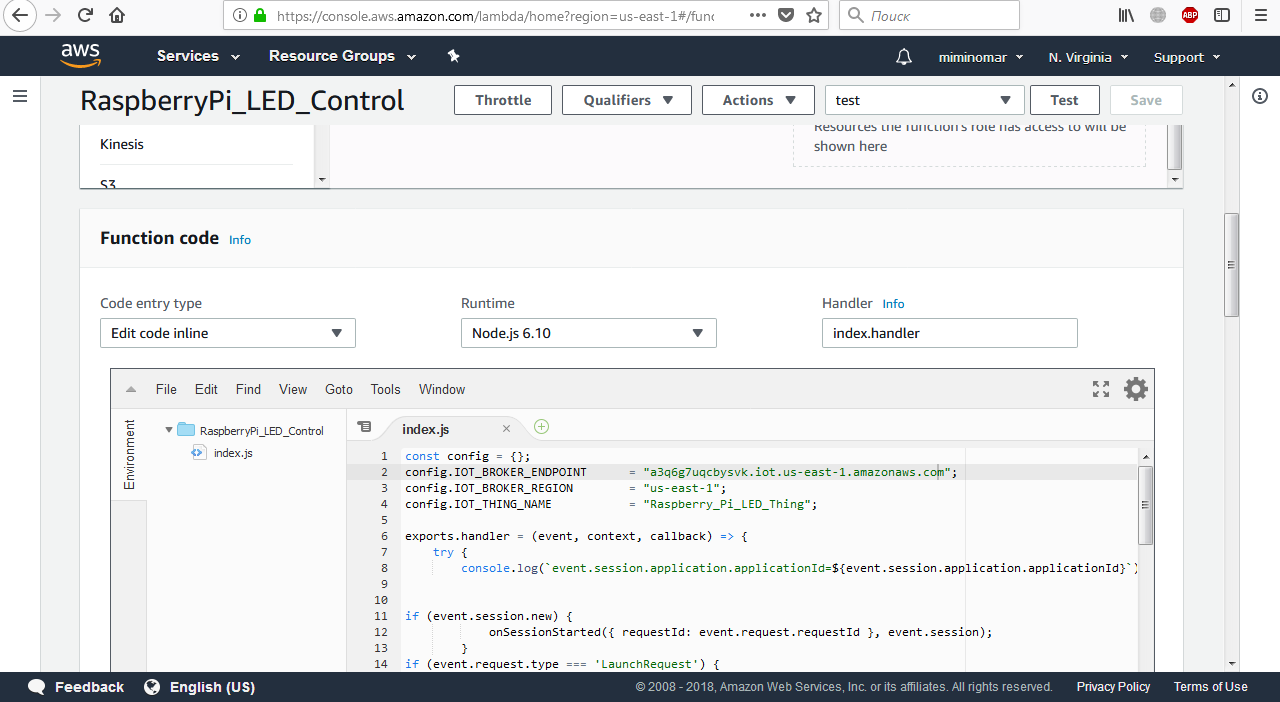 https://console.aws.amazon.com/lambda/home?region=us-east-1#/func
Поиск
ABP
aws Services Resource Groups miminomar N. Virginia Support
RaspberryPi_LED_Control Throttle Qualifiers Actions test Test Save
Kinesis
S3
Resources the function's role has access to will be
shown here
Function code Info
Code entry type Runtime Handler Info
Edit code inline Node.js 6.10 index.handler
File Edit Find View Goto Tools Window
Environment
RaspberryPi_LED_Control
index.js
index.js
1 const config = {};
2 config.IOT_BROKER_ENDPOINT = "a3q6g7uqcbysvk.iot.us-east-1.amazonaws.com";
3 config.IOT_BROKER_REGION = "us-east-1";
4 config.IOT_THING_NAME = "Raspberry_Pi_LED_Thing";
5
6 exports.handler = (event, context, callback) => {
7 try {
8 console.log(`event.session.application.applicationId=${event.session.application.applicationId}`)
9
10
11 if (event.session.new) {
12 onSessionStarted({ requestId: event.request.requestId }, event.session);
13 }
14 if (event.request.type === 'LaunchRequest') {
Feedback English (US) © 2008 - 2018, Amazon Web Services, Inc. or its affiliates. All rights reserved. Privacy Policy Terms of Use